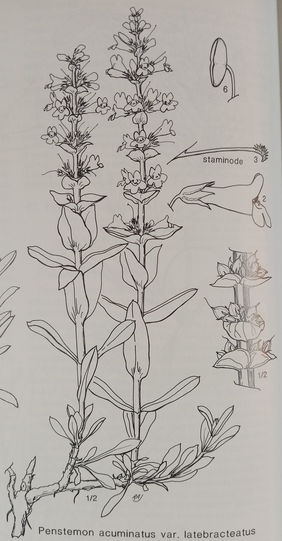 6
staminode 3
2
1/2
1/2
Penstemon acuminatus var. latebracteatus